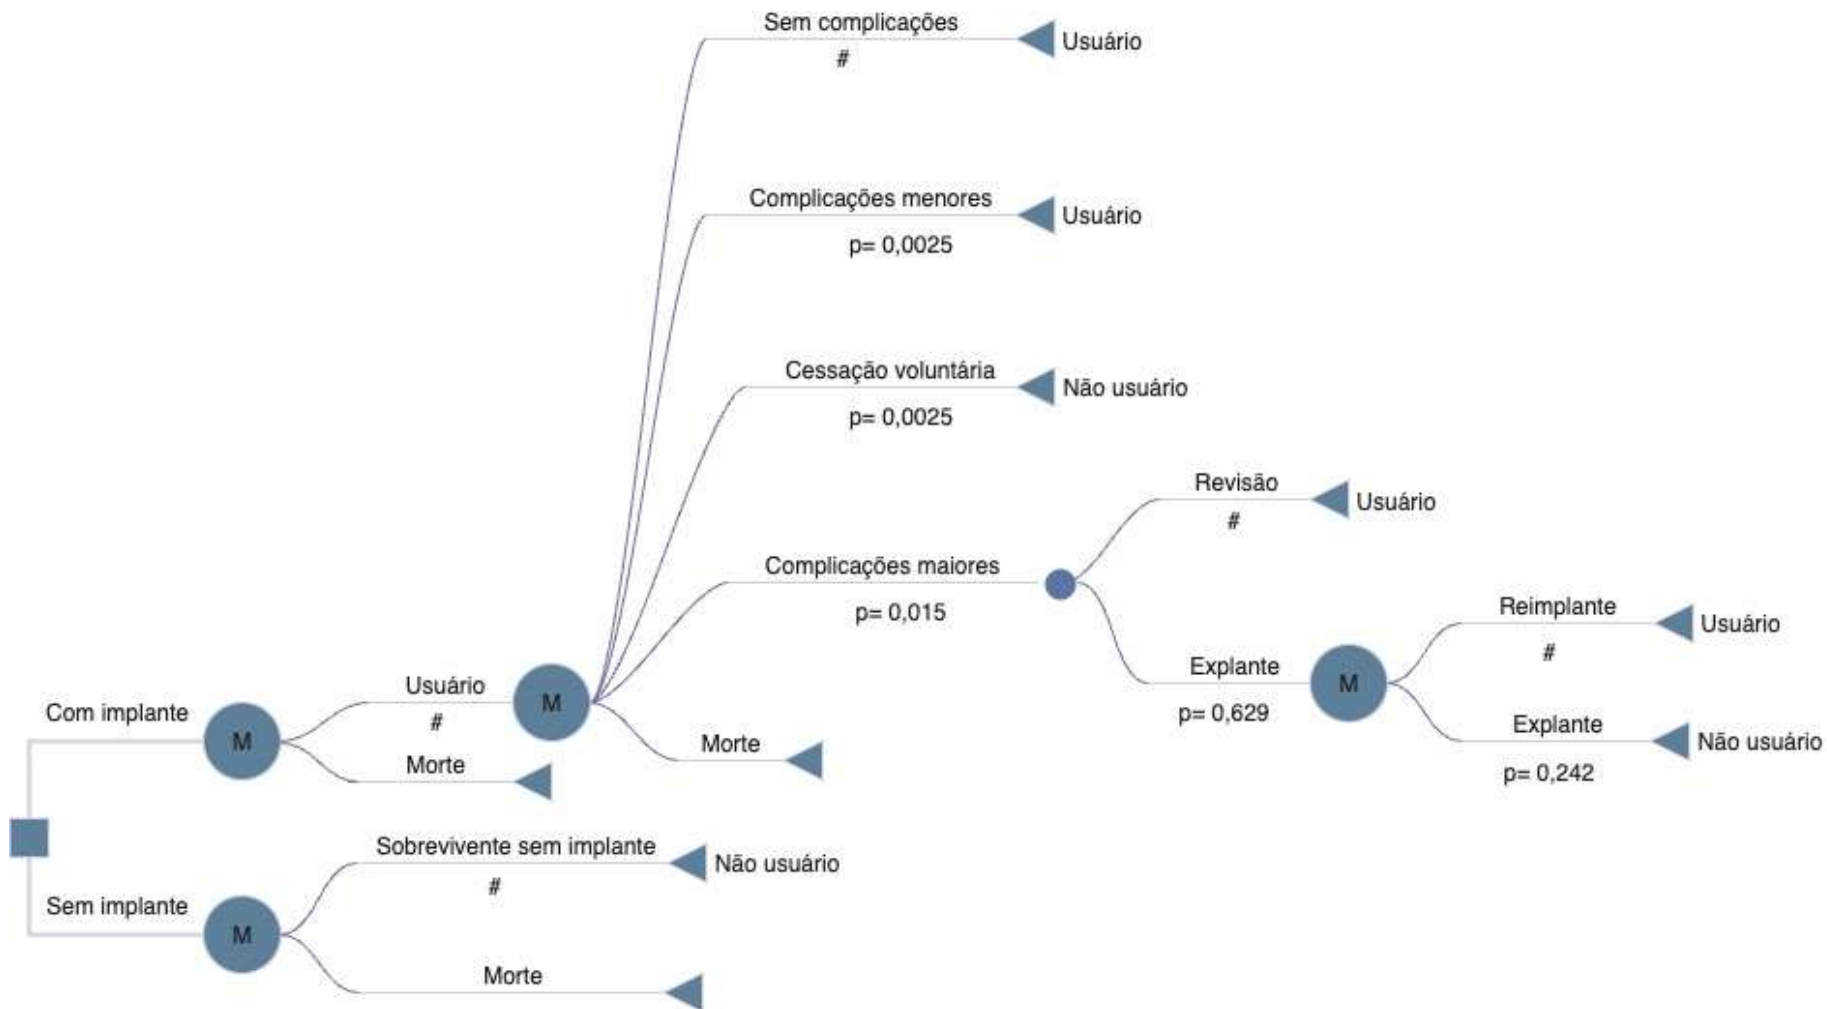 Sem complicações
#
Usuário
Complicações menores
p= 0,0025
Usuário
Cessação voluntária
p= 0,0025
Não usuário
Revisão
#
Usuário
Complicações maiores
p= 0,015
Reimplante
#
Usuário
Explante
p= 0,629
M
Explante
p= 0,242
Não usuário
Usuário
#
M
Com implante
M
Morte
Morte
Sobrevivente sem implante
#
Não usuário
Sem implante
M
Morte